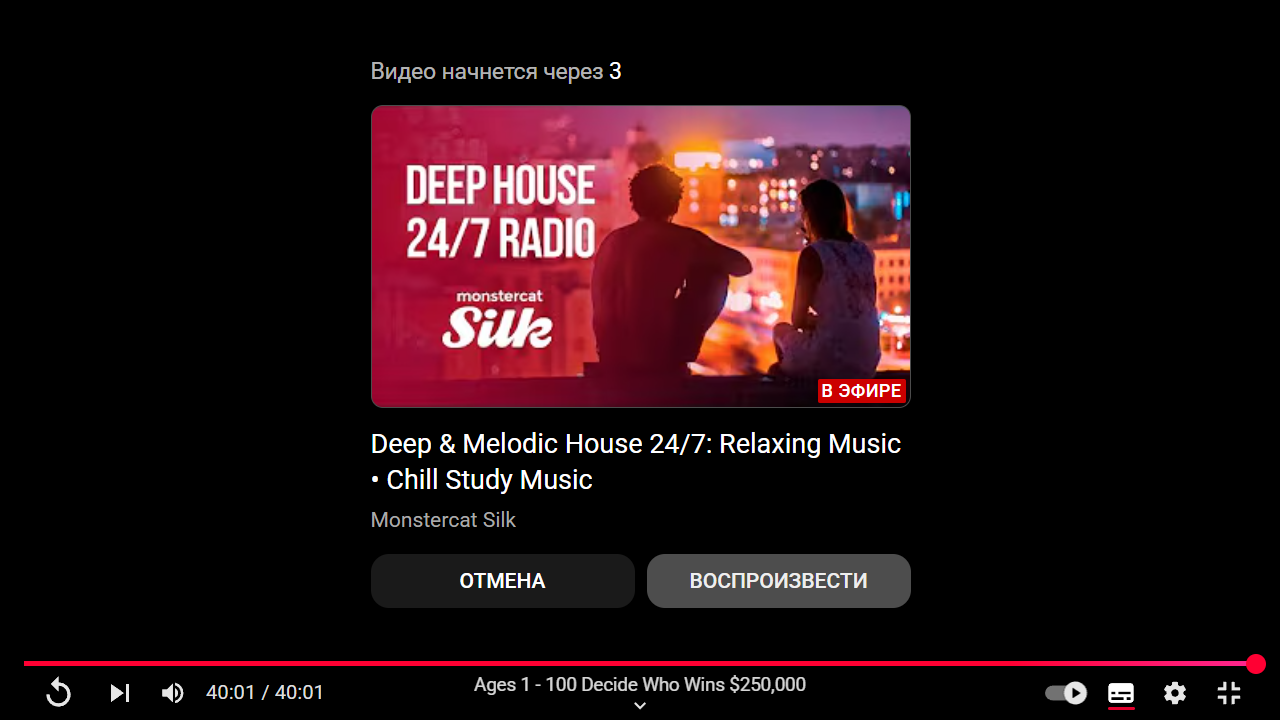 Видео начнется через 3
DEEP HOUSE
24/7 RADIO
monstercat
Silk
В ЭФИРЕ
Deep & Melodic House 24/7: Relaxing Music
• Chill Study Music
Monstercat Silk
ОТМЕНА
ВОСПРОИЗВЕСТИ
40:01 / 40:01
Ages 1 - 100 Decide Who Wins $250,000